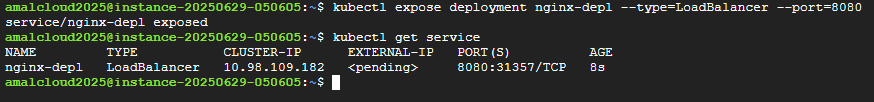 amalcloud2025@instance-20250629-050605:~$ kubectl expose deployment nginx-depl --type=LoadBalancer --port=8080
service/nginx-depl exposed
amalcloud2025@instance-20250629-050605:~$ kubectl get service
NAME         TYPE           CLUSTER-IP      EXTERNAL-IP   PORT(S)          AGE
nginx-depl   LoadBalancer   10.98.109.182   <pending>     8080:31357/TCP   8s
amalcloud2025@instance-20250629-050605:~$